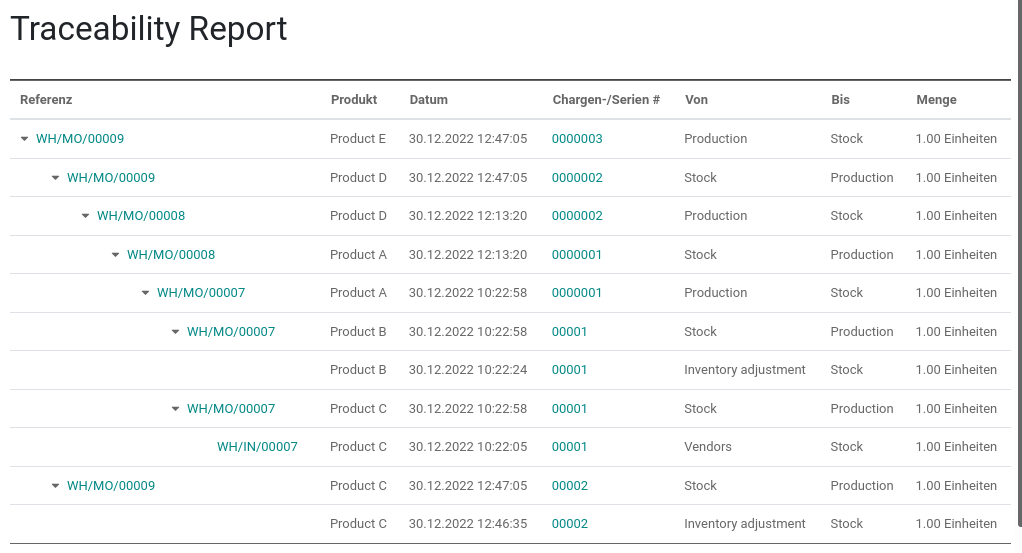 Traceability Report
Referenz Produkt Datum Chargen-/Serien # Von Bis Menge
WH/MO/00009 Product E 30.12.2022 12:47:05 0000003 Production Stock 1.00 Einheiten
WH/MO/00009 Product D 30.12.2022 12:47:05 0000002 Stock Production 1.00 Einheiten
WH/MO/00008 Product D 30.12.2022 12:13:20 0000002 Production Stock 1.00 Einheiten
WH/MO/00008 Product A 30.12.2022 12:13:20 0000001 Stock Production 1.00 Einheiten
WH/MO/00007 Product A 30.12.2022 10:22:58 0000001 Production Stock 1.00 Einheiten
WH/MO/00007 Product B 30.12.2022 10:22:58 00001 Stock Production 1.00 Einheiten
Product B 30.12.2022 10:22:24 00001 Inventory adjustment Stock 1.00 Einheiten
WH/MO/00007 Product C 30.12.2022 10:22:58 00001 Stock Production 1.00 Einheiten
WH/IN/00007 Product C 30.12.2022 10:22:05 00001 Vendors Stock 1.00 Einheiten
WH/MO/00009 Product C 30.12.2022 12:47:05 00002 Stock Production 1.00 Einheiten
Product C 30.12.2022 12:46:35 00002 Inventory adjustment Stock 1.00 Einheiten